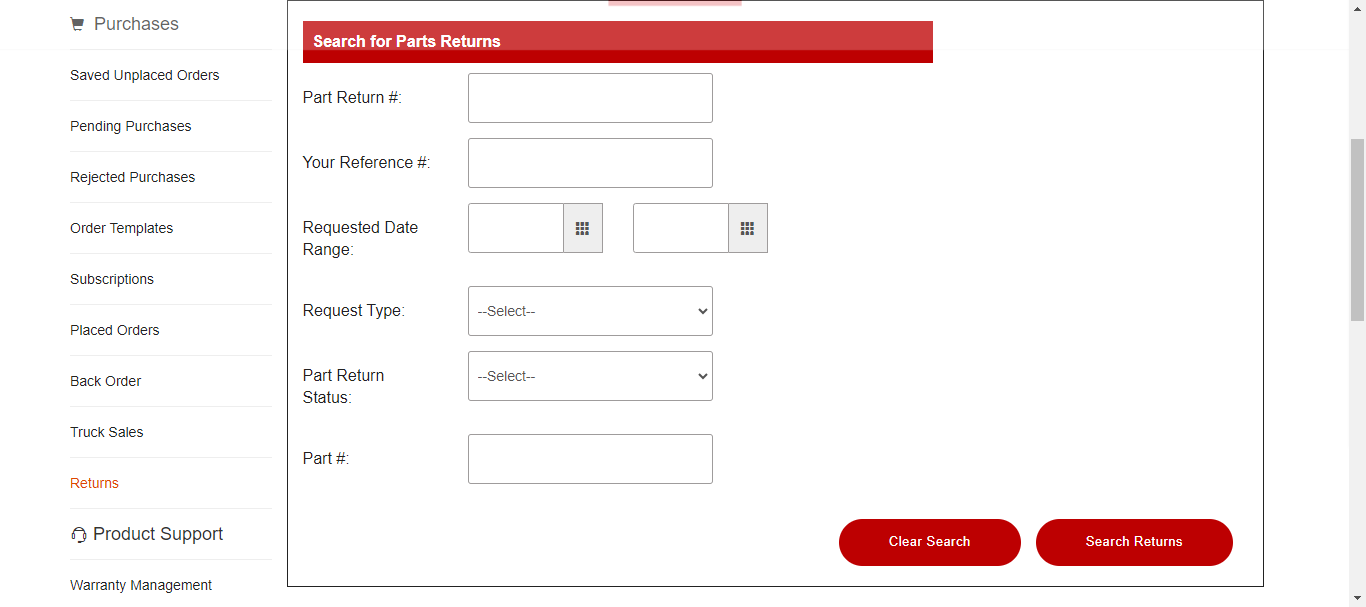 Purchases
Saved Unplaced Orders
Pending Purchases
Rejected Purchases
Order Templates
Subscriptions
Placed Orders
Back Order
Truck Sales
Returns
Product Support
Warranty Management
Search for Parts Returns
Part Return #:
Your Reference #:
Requested Date
Range:
Request Type:
--Select--
Part Return
Status:
--Select--
Part #:
Clear Search
Search Returns